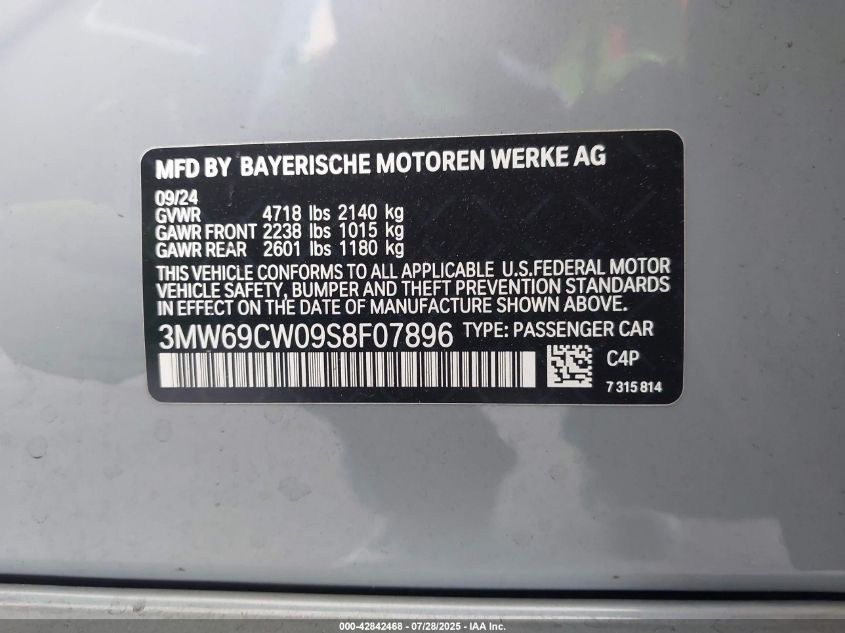 MFD BY BAYERISCHE MOTOREN WERKE AG
09/24
GVWR 4718 lbs 2140 kg
GAWR FRONT 2238 lbs 1015 kg
GAWR REAR 2601 lbs 1180 kg
THIS VEHICLE CONFORMS TO ALL APPLICABLE U.S.FEDERAL MOTOR
VEHICLE SAFETY, BUMPER AND THEFT PREVENTION STANDARDS
IN EFFECT ON THE DATE OF MANUFACTURE SHOWN ABOVE.
3MW69CW09S8F07896 TYPE: PASSENGER CAR
C4P
7 315 814
000-42842468 - 07/28/2025 - IAA Inc.